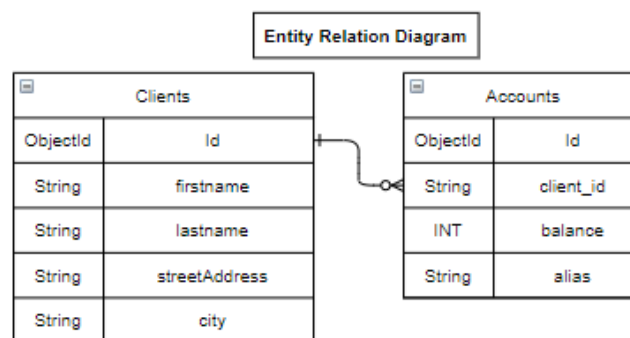 Entity Relation Diagram
Clients
ObjectId Id
String firstname
String lastname
String streetAddress
String city
Accounts
ObjectId Id
String client_id
INT balance
String alias